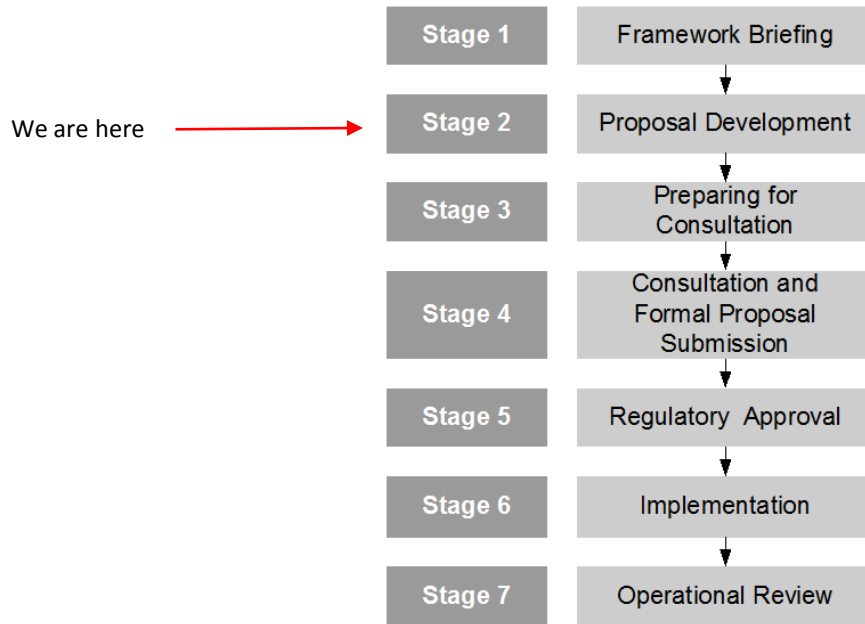 Stage 1
Framework Briefing
We are here
Stage 2
Proposal Development
Stage 3
Preparing for
Consultation
Stage 4
Consultation and
Formal Proposal
Submission
Stage 5
Regulatory Approval
Stage 6
Implementation
Stage 7
Operational Review